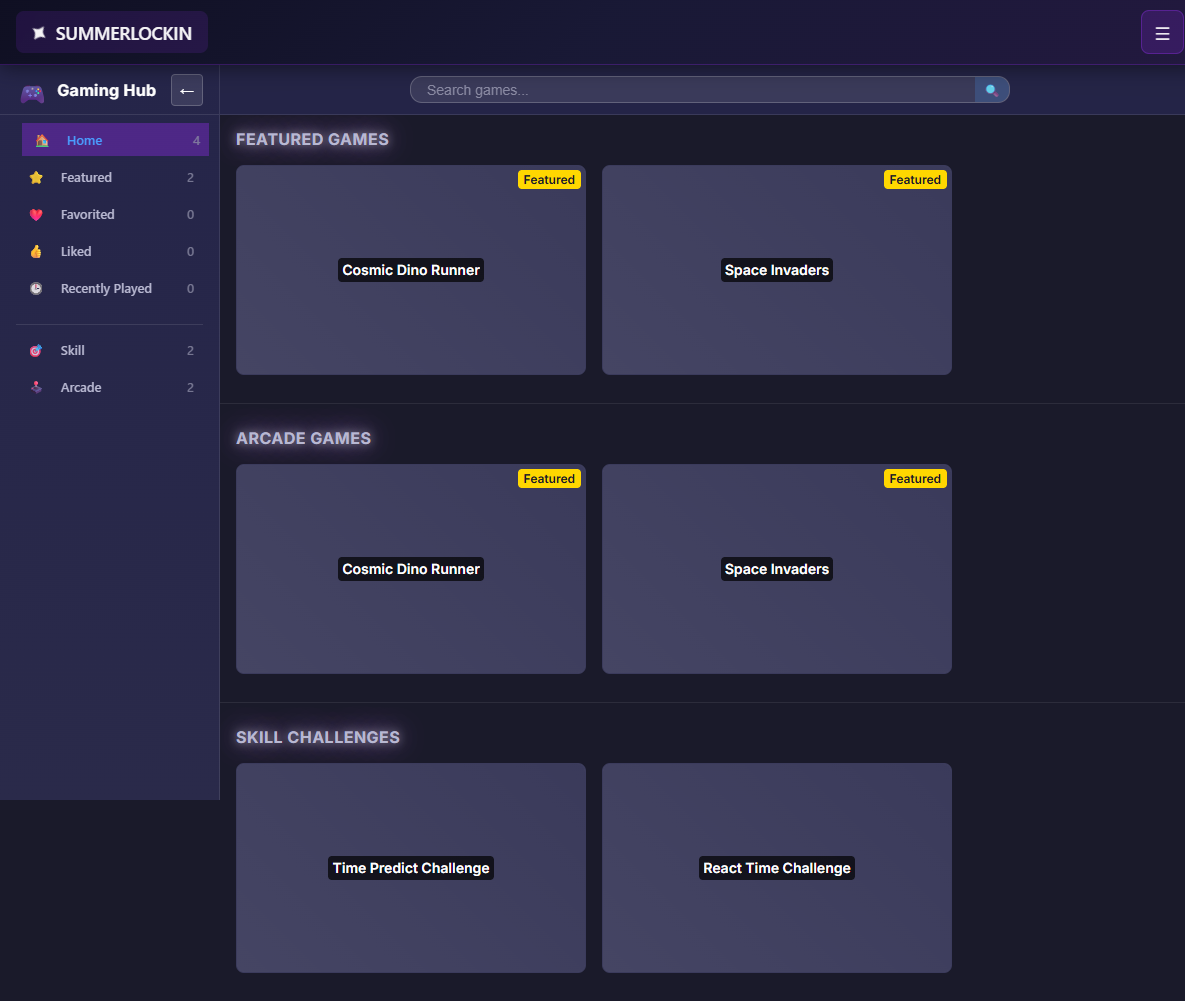 SUMMERLOCKIN
☰
Gaming Hub
←
Search games...
Home 4
Featured 2
Favorited 0
Liked 0
Recently Played 0
Skill 2
Arcade 2
FEATURED GAMES
Featured
Cosmic Dino Runner
Featured
Space Invaders
ARCADE GAMES
Featured
Cosmic Dino Runner
Featured
Space Invaders
SKILL CHALLENGES
Time Predict Challenge
React Time Challenge